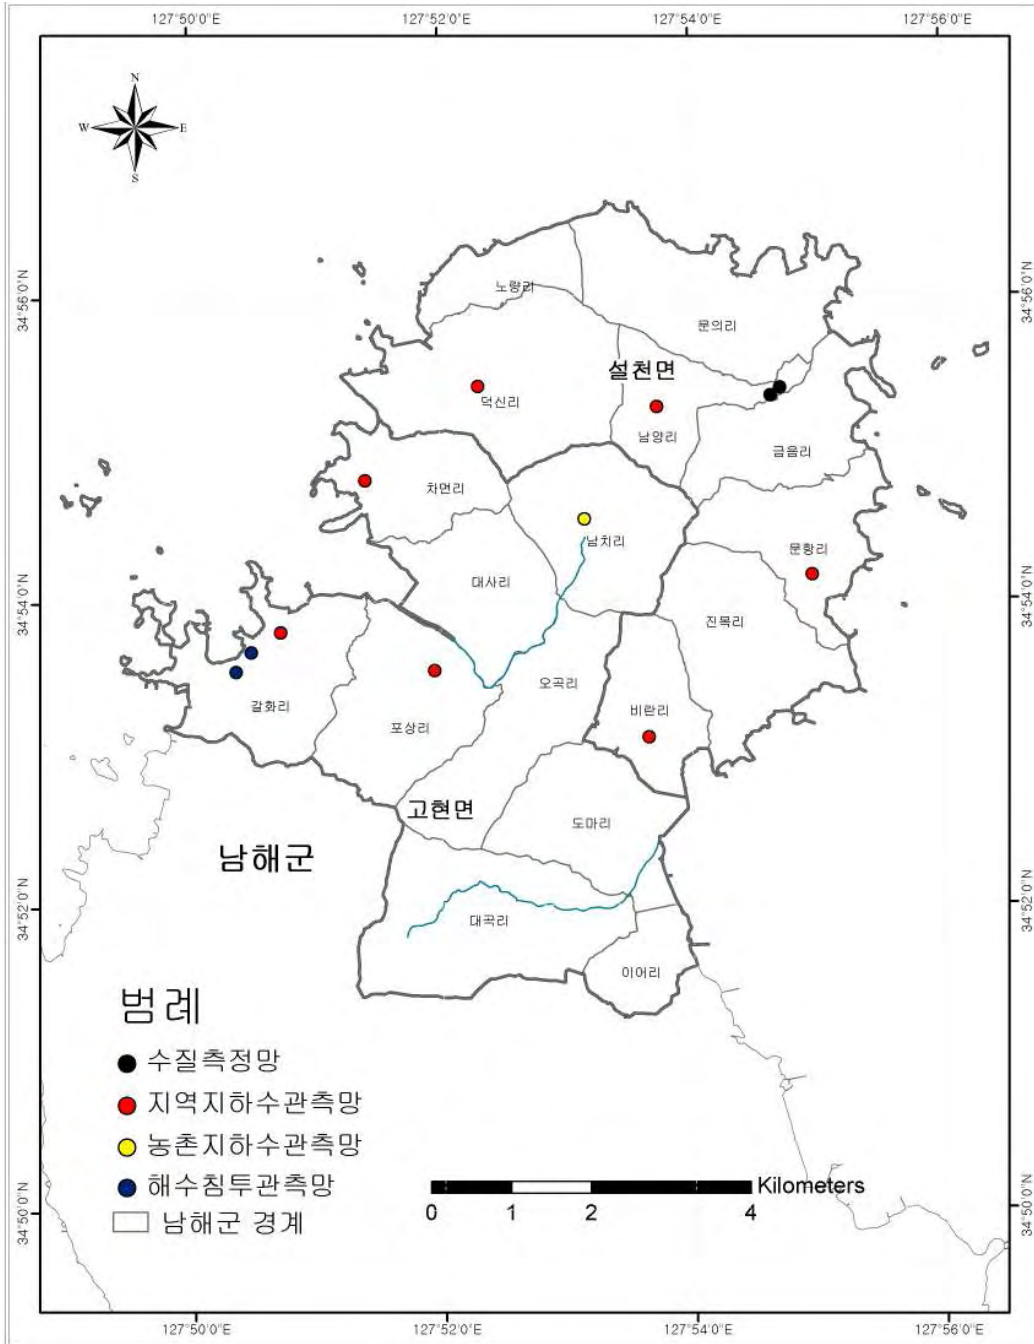 127°50'0"E 127°52'0"E 127°54'0"E 127°56'0"E
N
W E
S
34°56'0"N
34°56'0"N
노량리
문의리
설천면
덕신리
남양리
금음리
차면리
남치리
문항리
대사리
34°54'0"N
34°54'0"N
진목리
오곡리
갈화리
비란리
포상리
고현면
도마리
남해군
34°52'0"N
34°52'0"N
대곡리
이어리
범례
수질측정망
지역지하수관측망
농촌지하수관측망
해수침투관측망
남해군 경계
Kilometers
0 1 2 4
34°50'0"N
34°50'0"N
127°50'0"E 127°52'0"E 127°54'0"E 127°56'0"E